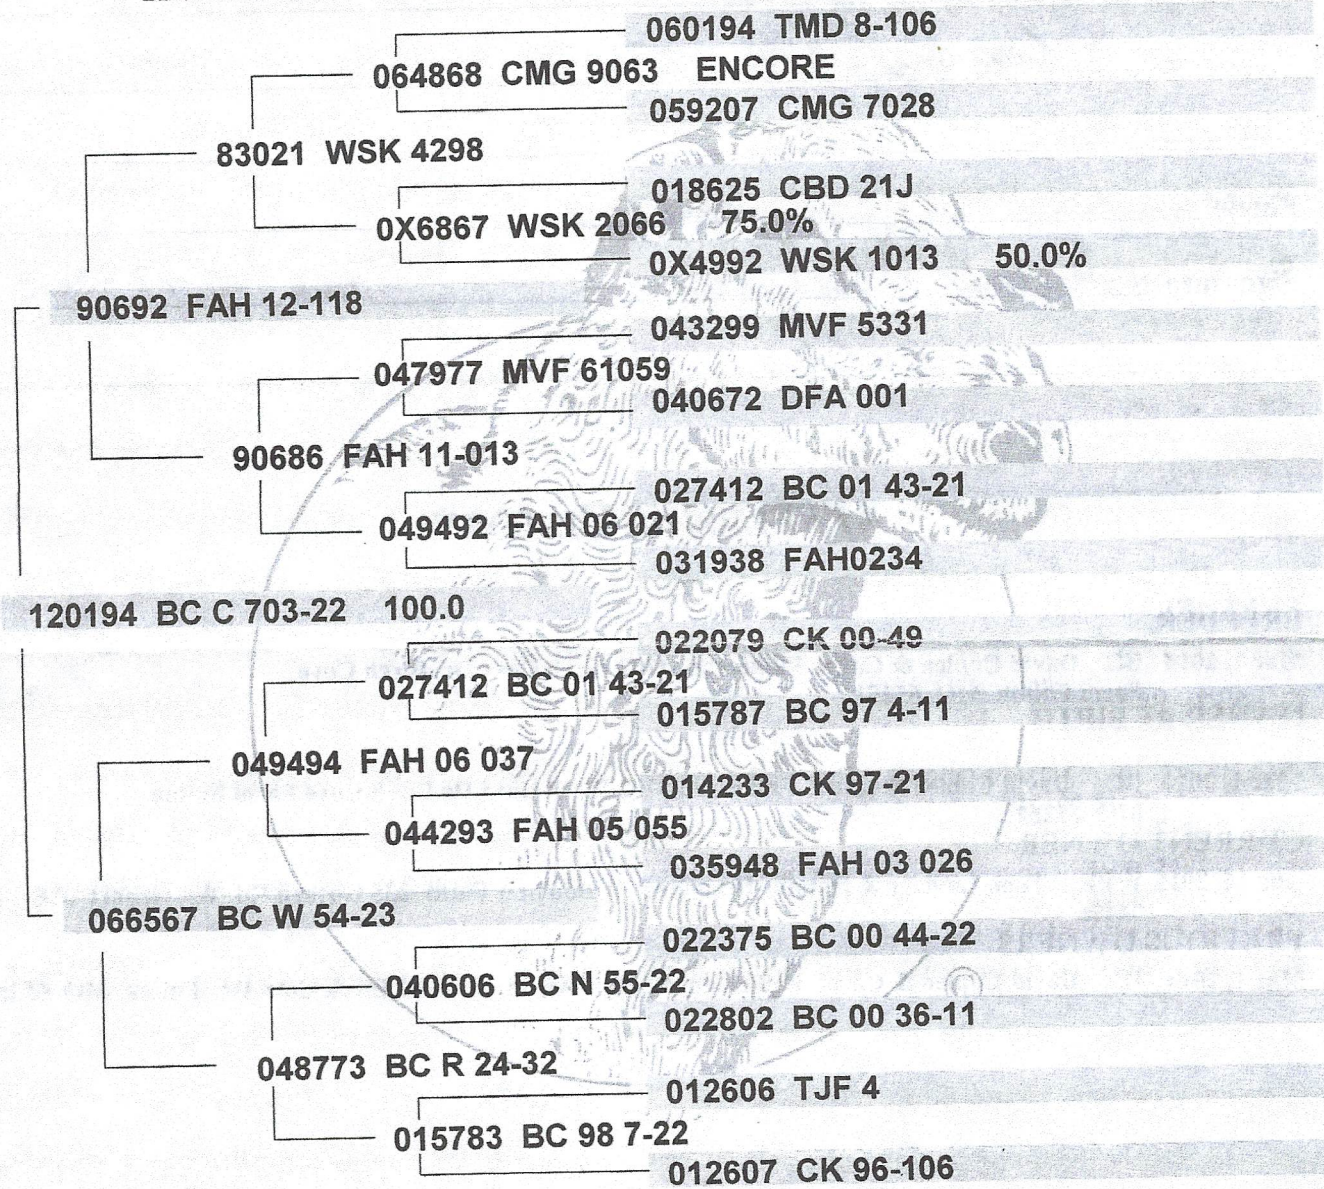 060194 TMD 8-106
064868 CMG 9063 ENCORE
059207 CMG 7028
83021 WSK 4298
018625 CBD 21J
0X6867 WSK 2066 75.0%
0X4992 WSK 1013 50.0%
90692 FAH 12-118
043299 MVF 5331
047977 MVF 61059
040672 DFA 001
90686 FAH 11-013
027412 BC 01 43-21
049492 FAH 06 021
031938 FAH0234
120194 BC C 703-22 100.0
022079 CK 00-49
027412 BC 01 43-21
015787 BC 97 4-11
049494 FAH 06 037
014233 CK 97-21
044293 FAH 05 055
035948 FAH 03 026
066567 BC W 54-23
022375 BC 00 44-22
040606 BC N 55-22
022802 BC 00 36-11
048773 BC R 24-32
012606 TJF 4
015783 BC 98 7-22
012607 CK 96-106